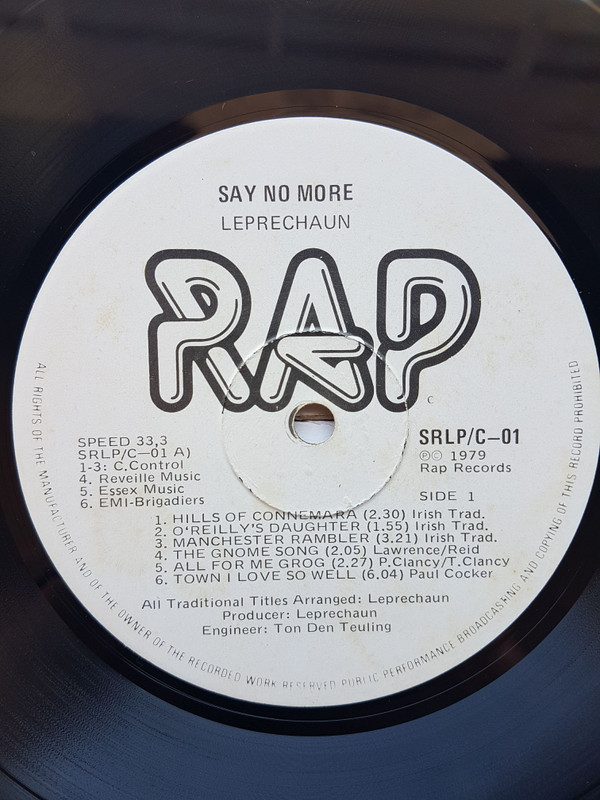 SAY NO MORE
LEPRECHAUN
RAP
C
SPEED 33,3
SRLP/C-01 A)
1-3: C.Control
4. Reveille Music
5. Essex Music
6. EMI-Brigadiers
SRLP/C-01
Ⓟ© 1979
Rap Records
SIDE 1
1. HILLS OF CONNEMARA (2.30) Irish Trad.
2. O'REILLY'S DAUGHTER (1.55) Irish Trad.
3. MANCHESTER RAMBLER (3.21) Irish Trad.
4. THE GNOME SONG (2.05) Lawrence/Reid
5. ALL FOR ME GROG (2.27) P.Clancy/T.Clancy
6. TOWN I LOVE SO WELL (6.04) Paul Cocker
All Traditional Titles Arranged: Leprechaun
Producer: Leprechaun
Engineer: Ton Den Teuling
ALL RIGHTS OF THE MANUFACTURER AND OF THE OWNER OF THE RECORDED WORK RESERVED PUBLIC PERFORMANCE BROADCASTING AND COPYING OF THIS RECORD PROHIBITED